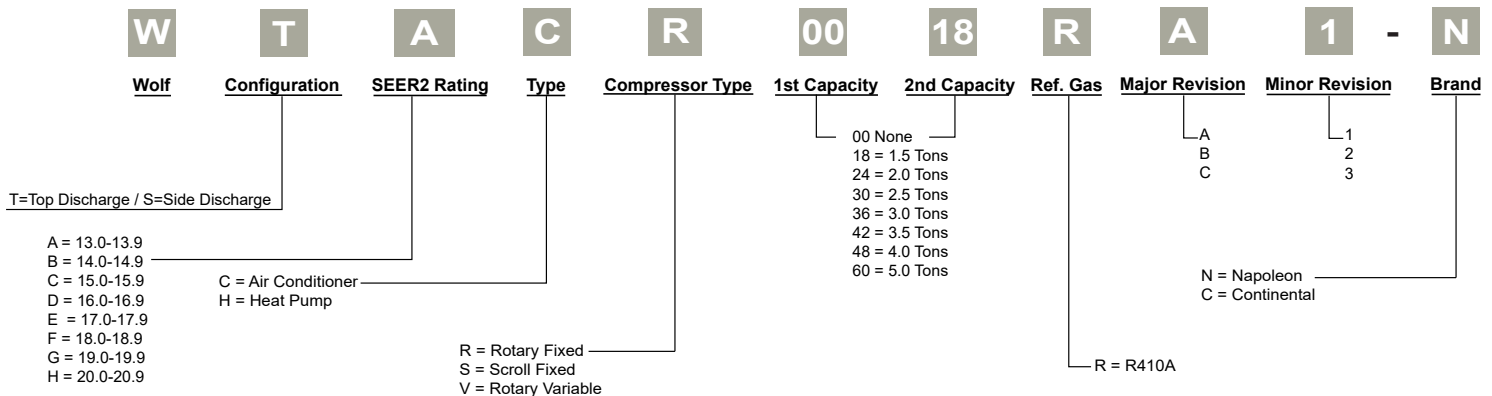 W T A C R 00 18 R A 1 - N
Wolf Configuration SEER2 Rating Type Compressor Type 1st Capacity 2nd Capacity Ref. Gas Major Revision Minor Revision Brand
00 None
18 = 1.5 Tons
24 = 2.0 Tons
30 = 2.5 Tons
36 = 3.0 Tons
42 = 3.5 Tons
48 = 4.0 Tons
60 = 5.0 Tons
A
B
C
1
2
3
T=Top Discharge / S=Side Discharge
A = 13.0-13.9
B = 14.0-14.9
C = 15.0-15.9
D = 16.0-16.9
E = 17.0-17.9
F = 18.0-18.9
G = 19.0-19.9
H = 20.0-20.9
C = Air Conditioner
H = Heat Pump
N = Napoleon
C = Continental
R = Rotary Fixed
S = Scroll Fixed
V = Rotary Variable
R = R410A